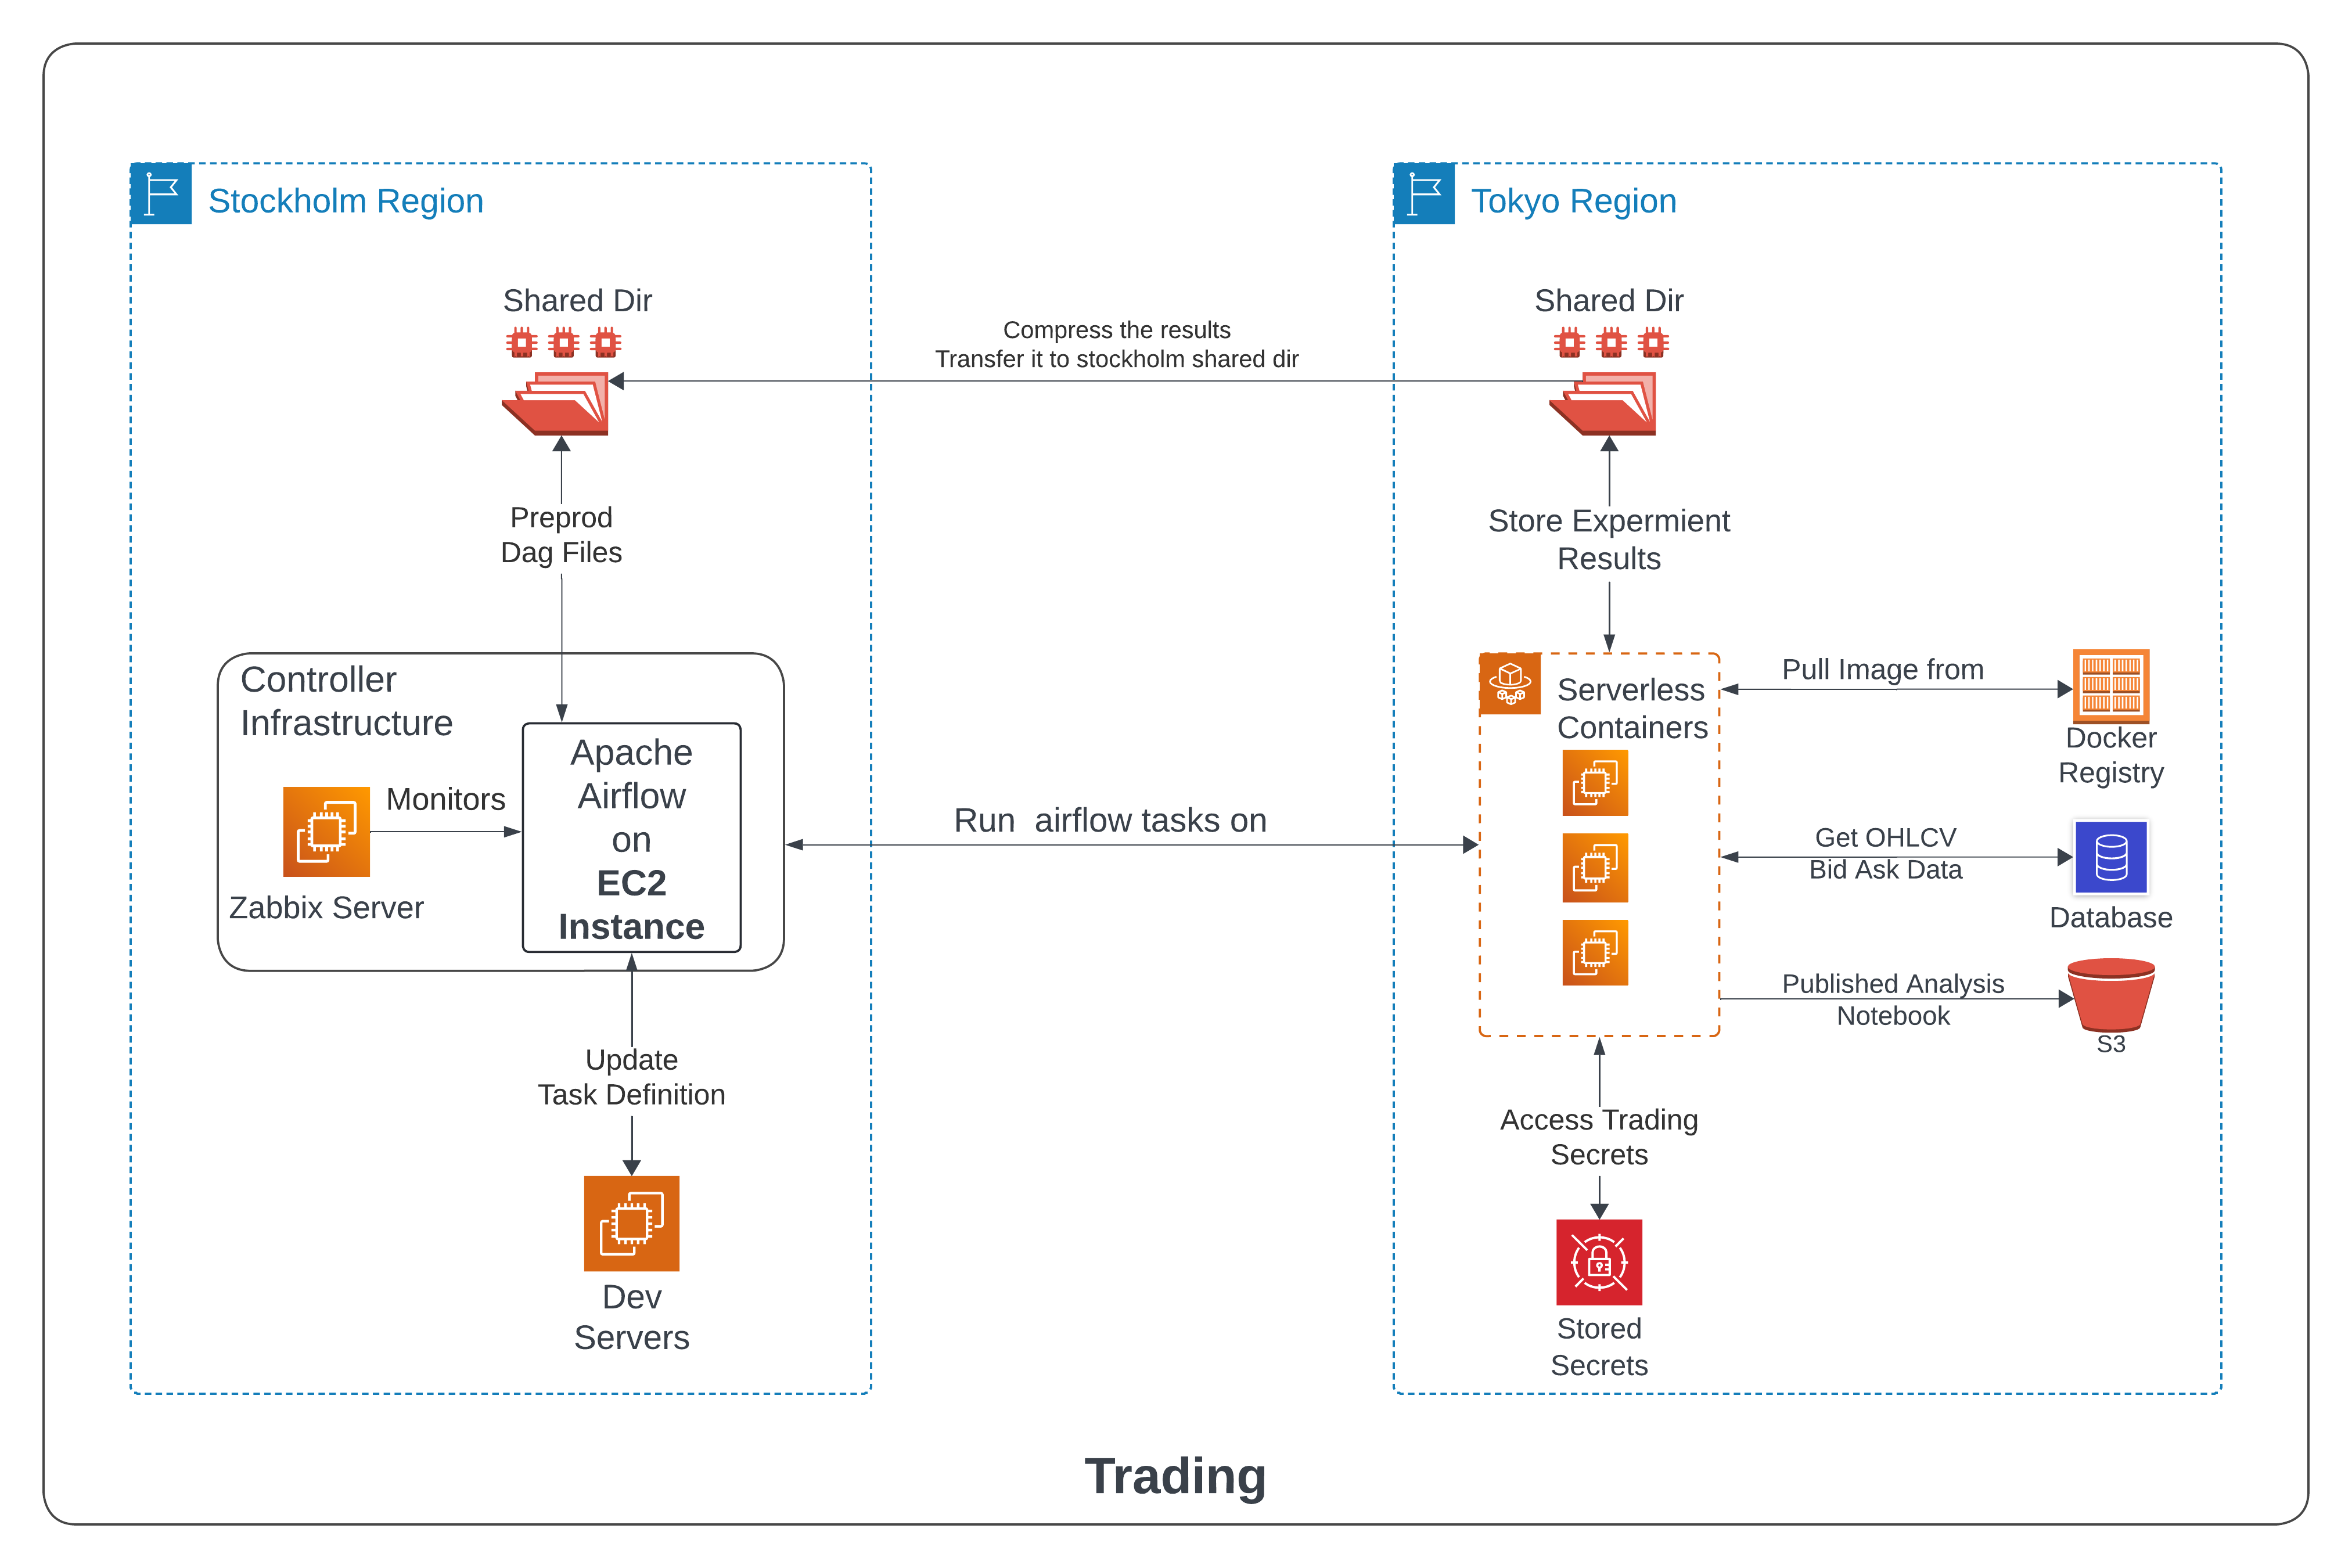 Stockholm Region
Shared Dir
Preprod
Dag Files
Controller
Infrastructure
Monitors
Zabbix Server
Apache
Airflow
on
EC2
Instance
Update
Task Definition
Dev
Servers
Compress the results
Transfer it to stockholm shared dir
Run  airflow tasks on
Tokyo Region
Shared Dir
Store Expermient
Results
Serverless
Containers
Pull Image from
Docker
Registry
Get OHLCV
Bid Ask Data
Database
Published Analysis
Notebook
S3
Access Trading
Secrets
Stored
Secrets
Trading